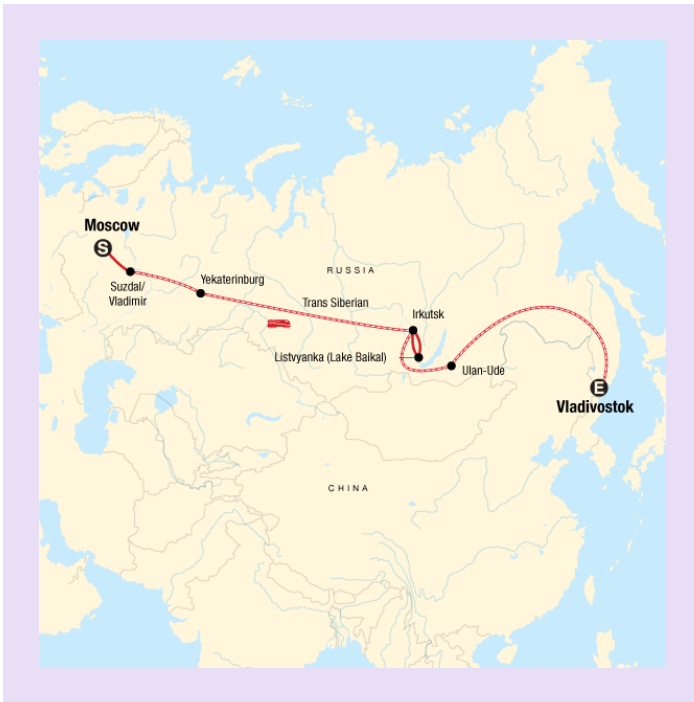 Moscow
S
Suzdal/
Vladimir
Yekaterinburg
RUSSIA
Trans Siberian
Irkutsk
Listvyanka (Lake Baikal)
Ulan-Ude
E
Vladivostok
CHINA